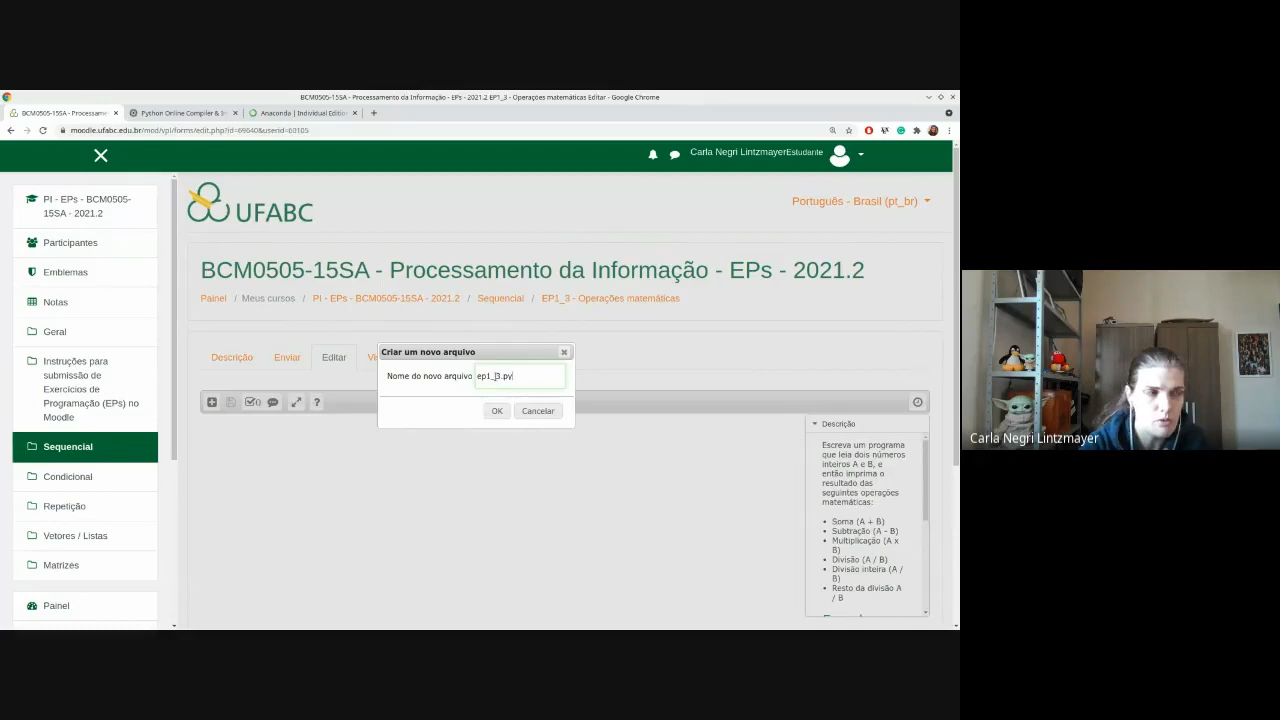 BCM0505-15SA - Processamento da Informação - EPs - 2021.2 EP1_3 - Operações matemáticas Editar - Google Chrome
BCM0505-15SA - Processame
Python Online Compiler & In
Anaconda | Individual Edition
moodle.ufabc.edu.br/mod/vpl/forms/edit.php?id=69640&userid=60105
Carla Negri Lintzmayer Estudante
PI - EPs - BCM0505-
15SA - 2021.2
Participantes
Emblemas
Notas
Geral
Instruções para
submissão de
Exercícios de
Programação (EPs) no
Moodle
Sequencial
Condicional
Repetição
Vetores / Listas
Matrizes
Painel
UFABC
Português - Brasil (pt_br)
BCM0505-15SA - Processamento da Informação - EPs - 2021.2
Painel / Meus cursos / PI - EPs - BCM0505-15SA - 2021.2 / Sequencial / EP1_3 - Operações matemáticas
Descrição
Enviar
Editar
Vi
Criar um novo arquivo
Nome do novo arquivo ep1_3.py
OK
Cancelar
Descrição
Escreva um programa
que leia dois números
inteiros A e B, e
então imprima o
resultado das
seguintes operações
matemáticas:
• Soma (A + B)
• Subtração (A - B)
• Multiplicação (A x
B)
• Divisão (A / B)
• Divisão inteira (A /
B)
• Resto da divisão A
/ B
Carla Negri Lintzmayer